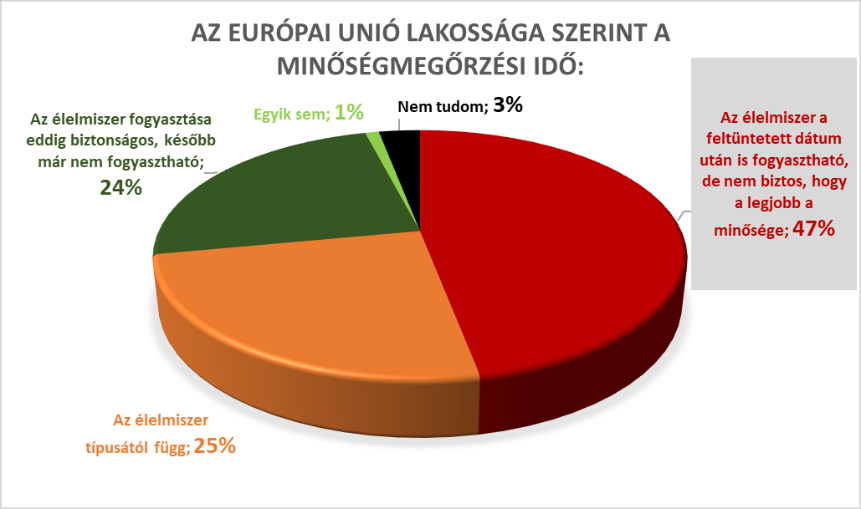 AZ EURÓPAI UNIÓ LAKOSSÁGA SZERINT A
MINŐSÉGMEGŐRZÉSI IDŐ:
Az élelmiszer fogyasztása
eddig biztonságos, később
már nem fogyasztható;
24%
Egyik sem; 1%
Nem tudom; 3%
Az élelmiszer a
feltüntetett dátum
után is fogyasztható,
de nem biztos, hogy
a legjobb a
minősége; 47%
Az élelmiszer
típusától függ; 25%